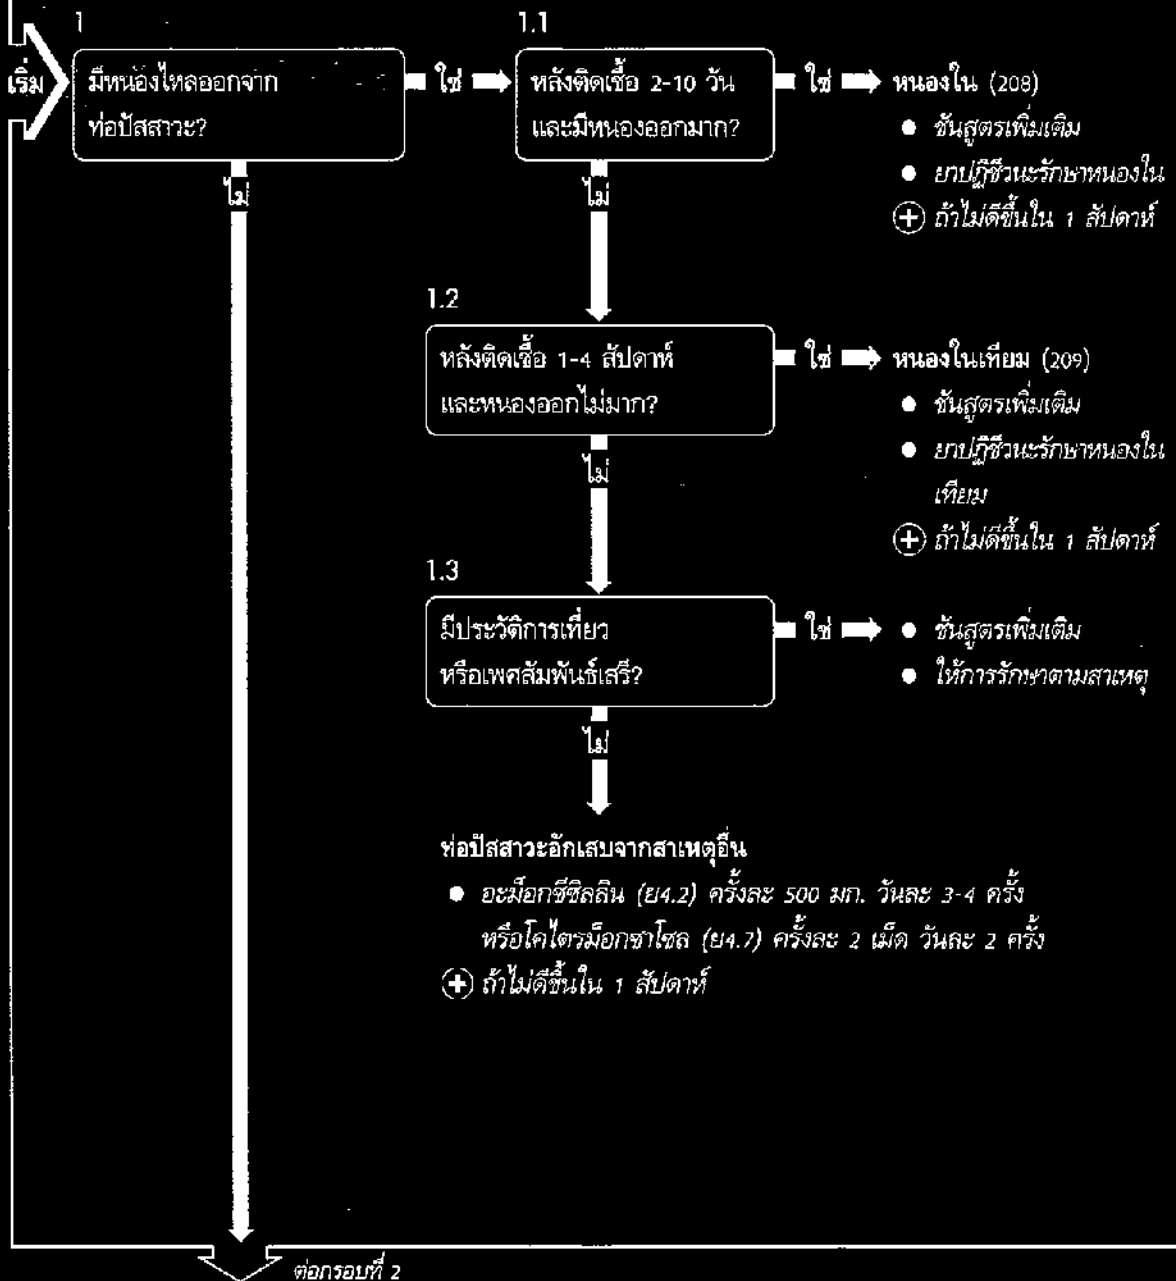 1
เริ่ม
มีหนองไหลออกจาก
ท่อปัสสาวะ?
ใช่
1.1
หลังติดเชื้อ 2-10 วัน
และมีหนองออกมาก?
ใช่
หนองใน (208)
● ชันสูตรเพิ่มเติม
● ยาปฏิชีวนะรักษาหนองใน
⊕ ถ้าไม่ดีขึ้นใน 1 สัปดาห์
ไม่
ไม่
1.2
หลังติดเชื้อ 1-4 สัปดาห์
และหนองออกไม่มาก?
ใช่
หนองในเทียม (209)
● ชันสูตรเพิ่มเติม
● ยาปฏิชีวนะรักษาหนองใน
เทียม
⊕ ถ้าไม่ดีขึ้นใน 1 สัปดาห์
ไม่
1.3
มีประวัติการเที่ยว
หรือเพศสัมพันธ์เสรี?
ใช่
● ชันสูตรเพิ่มเติม
● ให้การรักษาตามสาเหตุ
ไม่
ท่อปัสสาวะอักเสบจากสาเหตุอื่น
● อะม็อกซีซิลลิน (ย4.2) ครั้งละ 500 มก. วันละ 3-4 ครั้ง
หรือโคไตรม็อกซาโซล (ย4.7) ครั้งละ 2 เม็ด วันละ 2 ครั้ง
⊕ ถ้าไม่ดีขึ้นใน 1 สัปดาห์
ต่อกรอบที่ 2